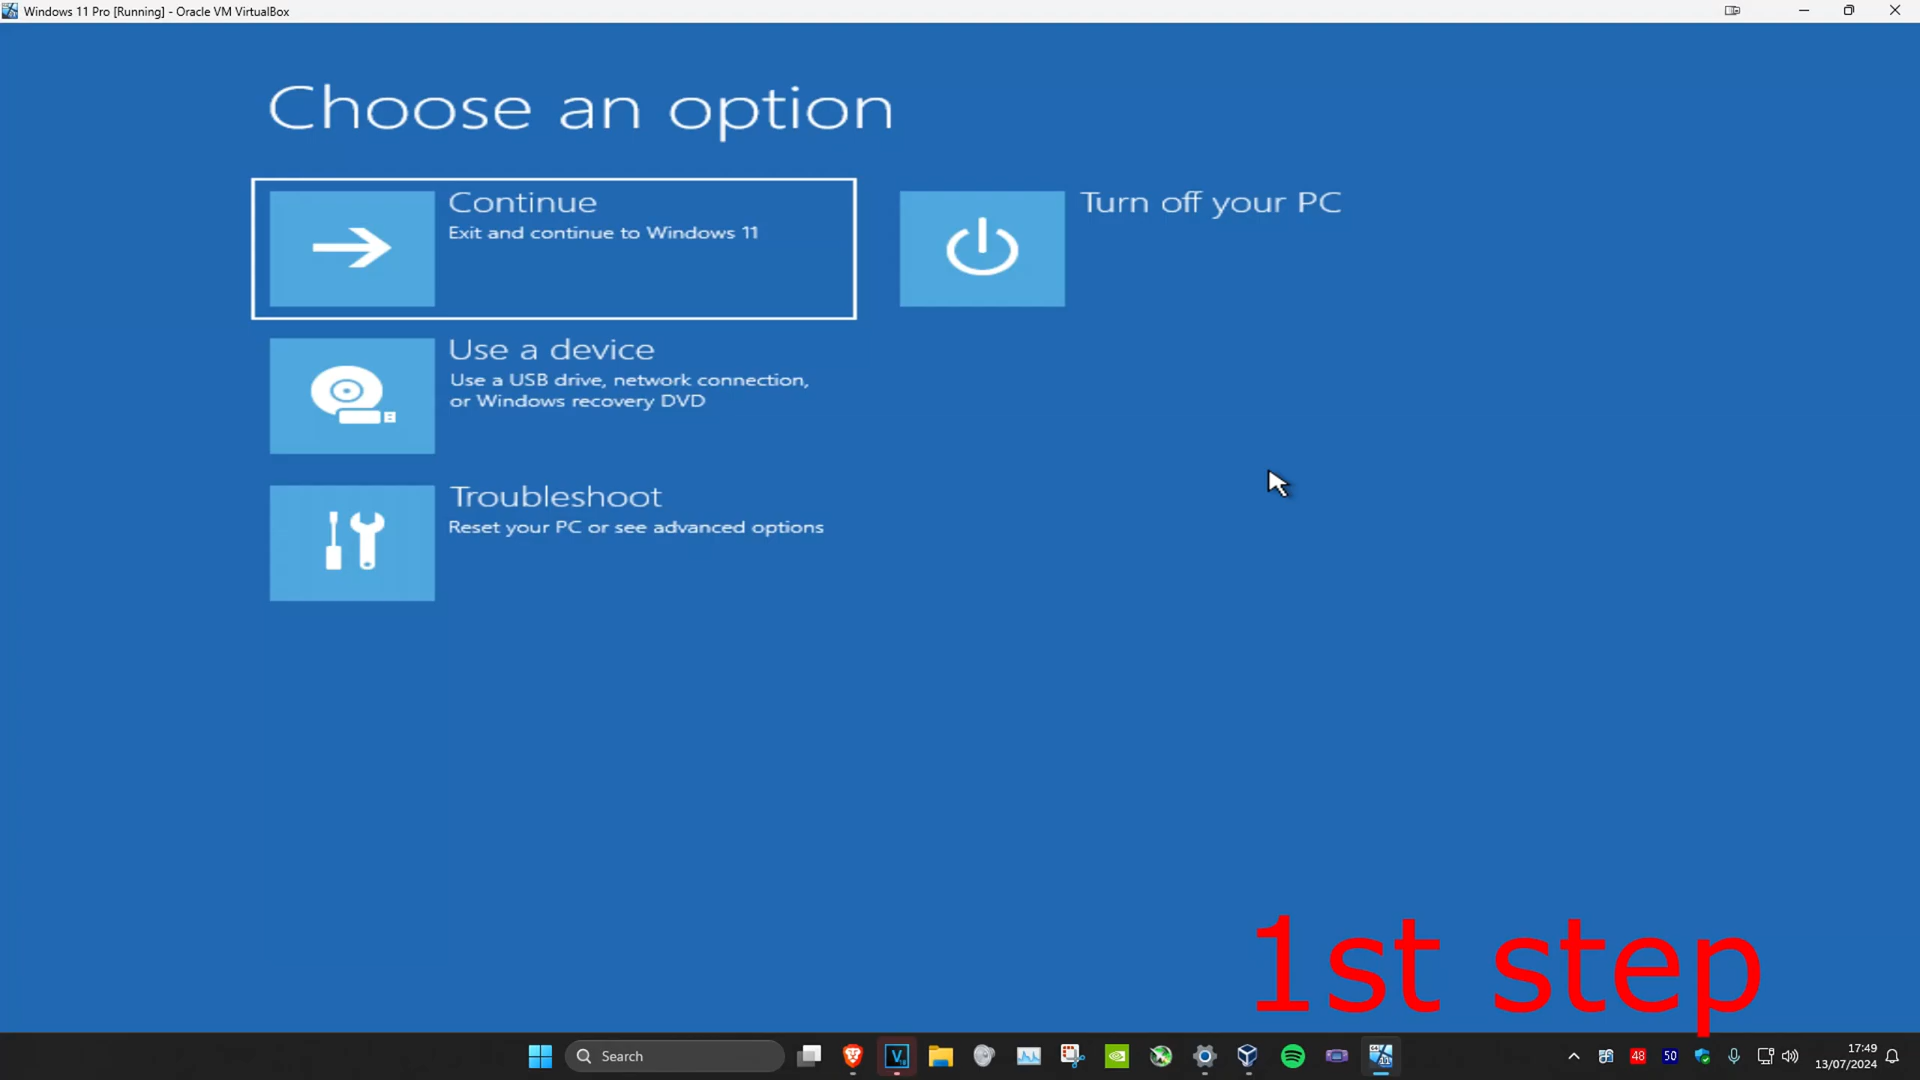 Windows 11 Pro [Running] - Oracle VM VirtualBox
Choose an option
Continue
Exit and continue to Windows 11
Turn off your PC
Use a device
Use a USB drive, network connection,
or Windows recovery DVD
Troubleshoot
Reset your PC or see advanced options
1st step
Search
48
50
17:49
13/07/2024